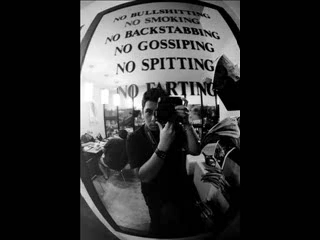 NO BULLSHITTING
NO SMOKING
NO BACKSTABBING
NO GOSSIPING
NO SPITTING
NO FARTING